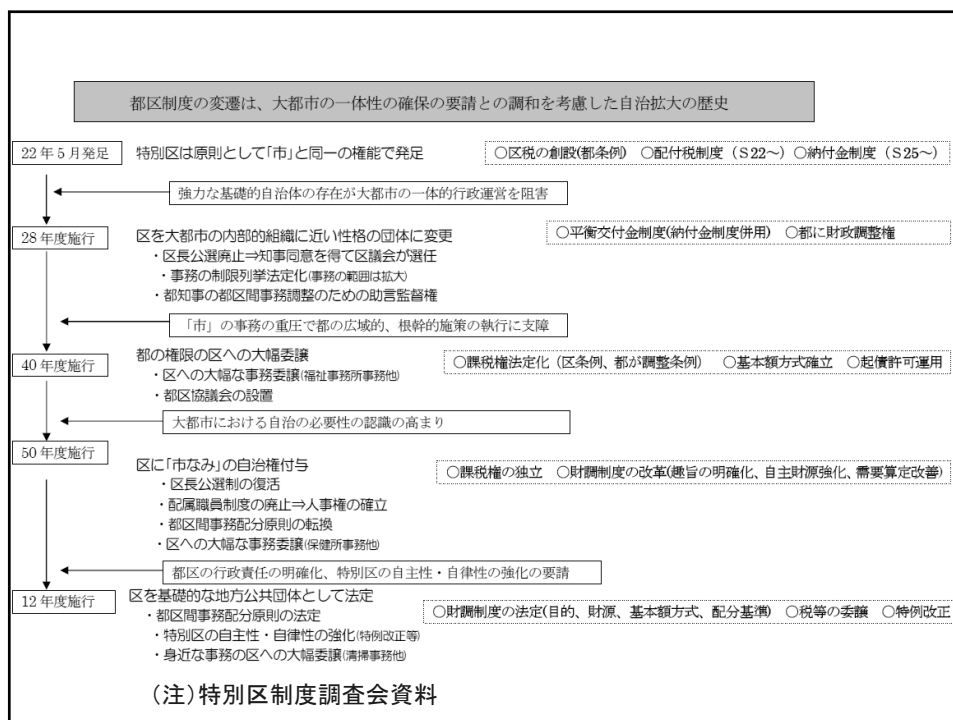 都区制度の変遷は、大都市の一体性の確保の要請との調和を考慮した自治拡大の歴史
22年5月発足
特別区は原則として「市」と同一の権能で発足
○区税の創設(都条例)　○配付税制度（S22～）○納付金制度（S25～）
強力な基礎的自治体の存在が大都市の一体的行政運営を阻害
28年度施行
区を大都市の内部的組織に近い性格の団体に変更
○平衡交付金制度(納付金制度併用)　○都に財政調整権
・区長公選廃止⇒知事同意を得て区議会が選任
・事務の制限列挙法定化(事務の範囲は拡大)
・都知事の都区間事務調整のための助言監督権
「市」の事務の重圧で都の広域的、根幹的施策の執行に支障
40年度施行
都の権限の区への大幅委譲
○課税権法定化（区条例、都が調整条例）　○基本額方式確立　○起債許可運用
・区への大幅な事務委譲(福祉事務所事務他)
・都区協議会の設置
大都市における自治の必要性の認識の高まり
50年度施行
区に「市なみ」の自治権付与
○課税権の独立　○財調制度の改革(趣旨の明確化、自主財源強化、需要算定改善)
・区長公選制の復活
・配属職員制度の廃止⇒人事権の確立
・都区間事務配分原則の転換
・区への大幅な事務委譲(保健所事務他)
都区の行政責任の明確化、特別区の自主性・自律性の強化の要請
12年度施行
区を基礎的な地方公共団体として法定
○財調制度の法定(目的、財源、基本額方式、配分基準)　○税等の委譲　○特例改正
・都区間事務配分原則の法定
・特別区の自主性・自律性の強化(特例改正等)
・身近な事務の区への大幅委譲(清掃事務他)
（注）特別区制度調査会資料